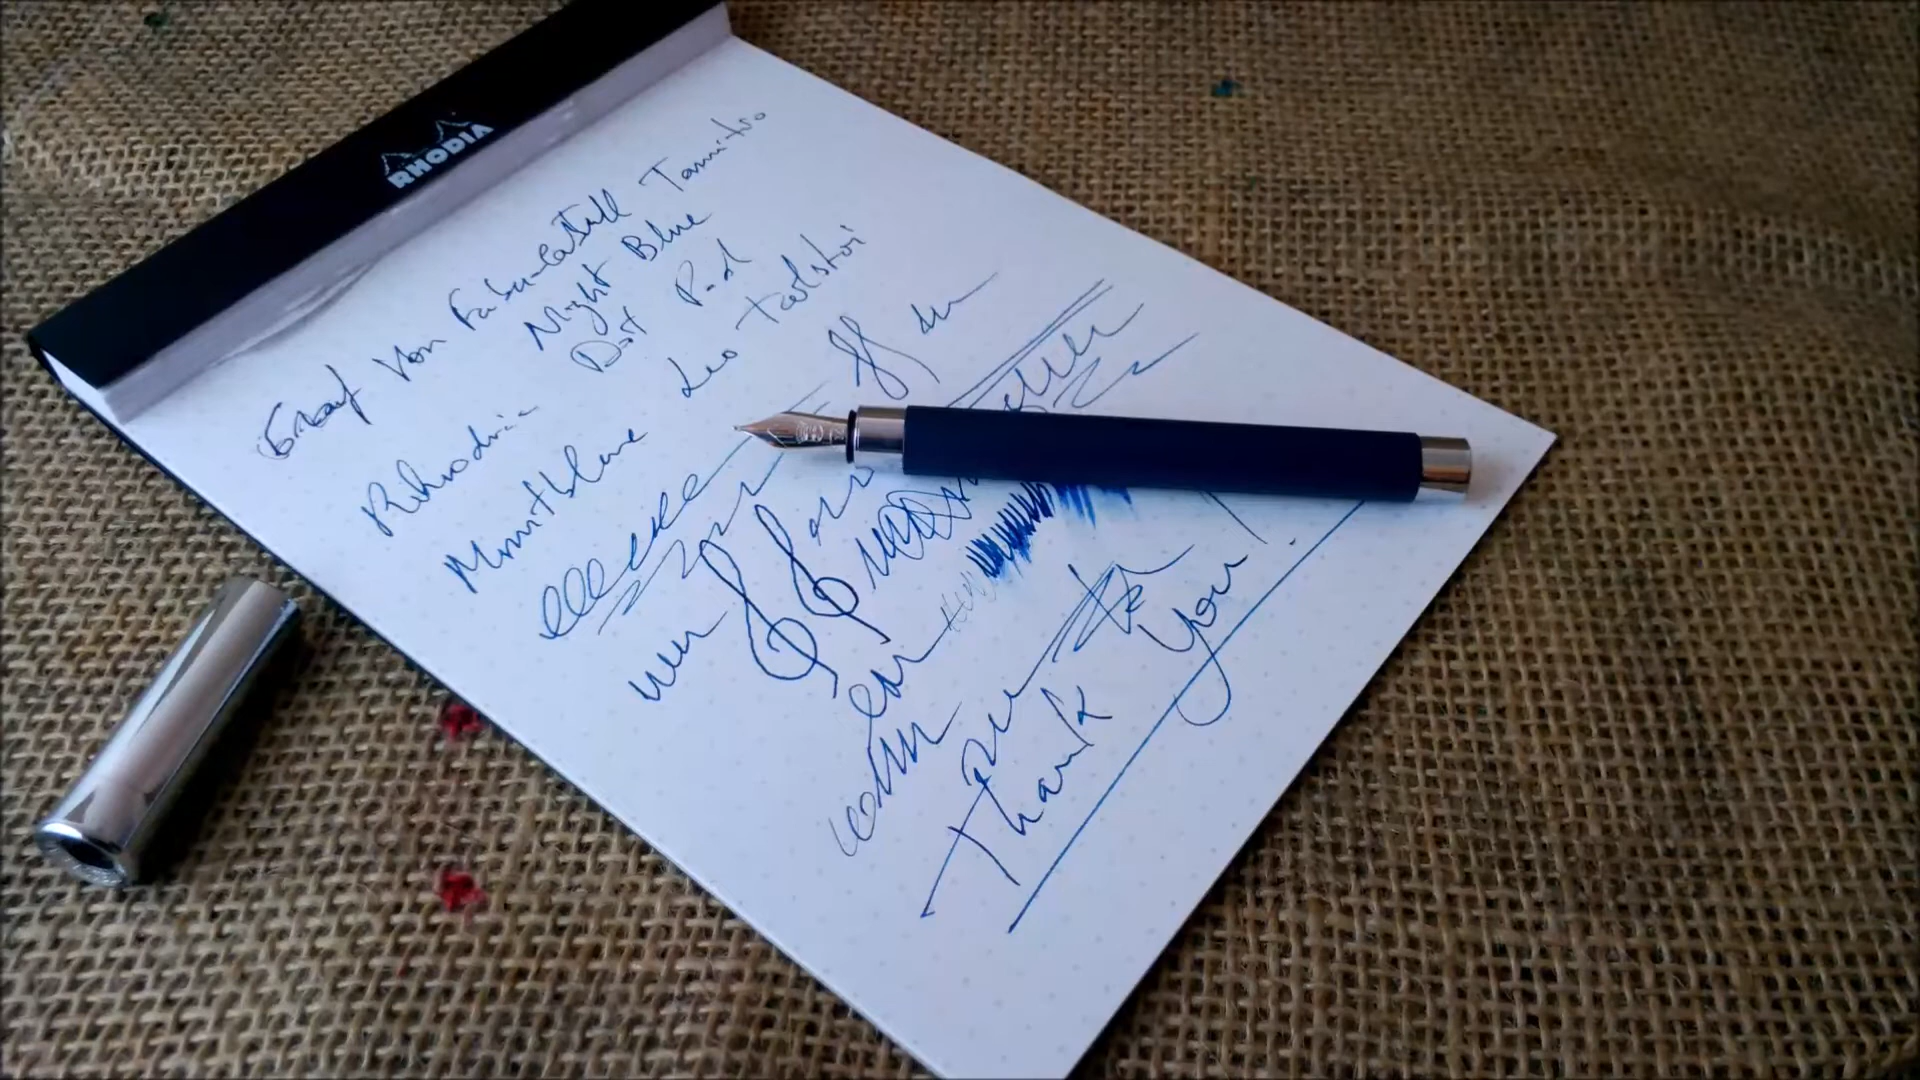 RHODIA
Graf Von Faber-Castell Tamitio
Night Blue
Rhodia Dot Pad
Montblanc Leo Tolstoi
Thank you!